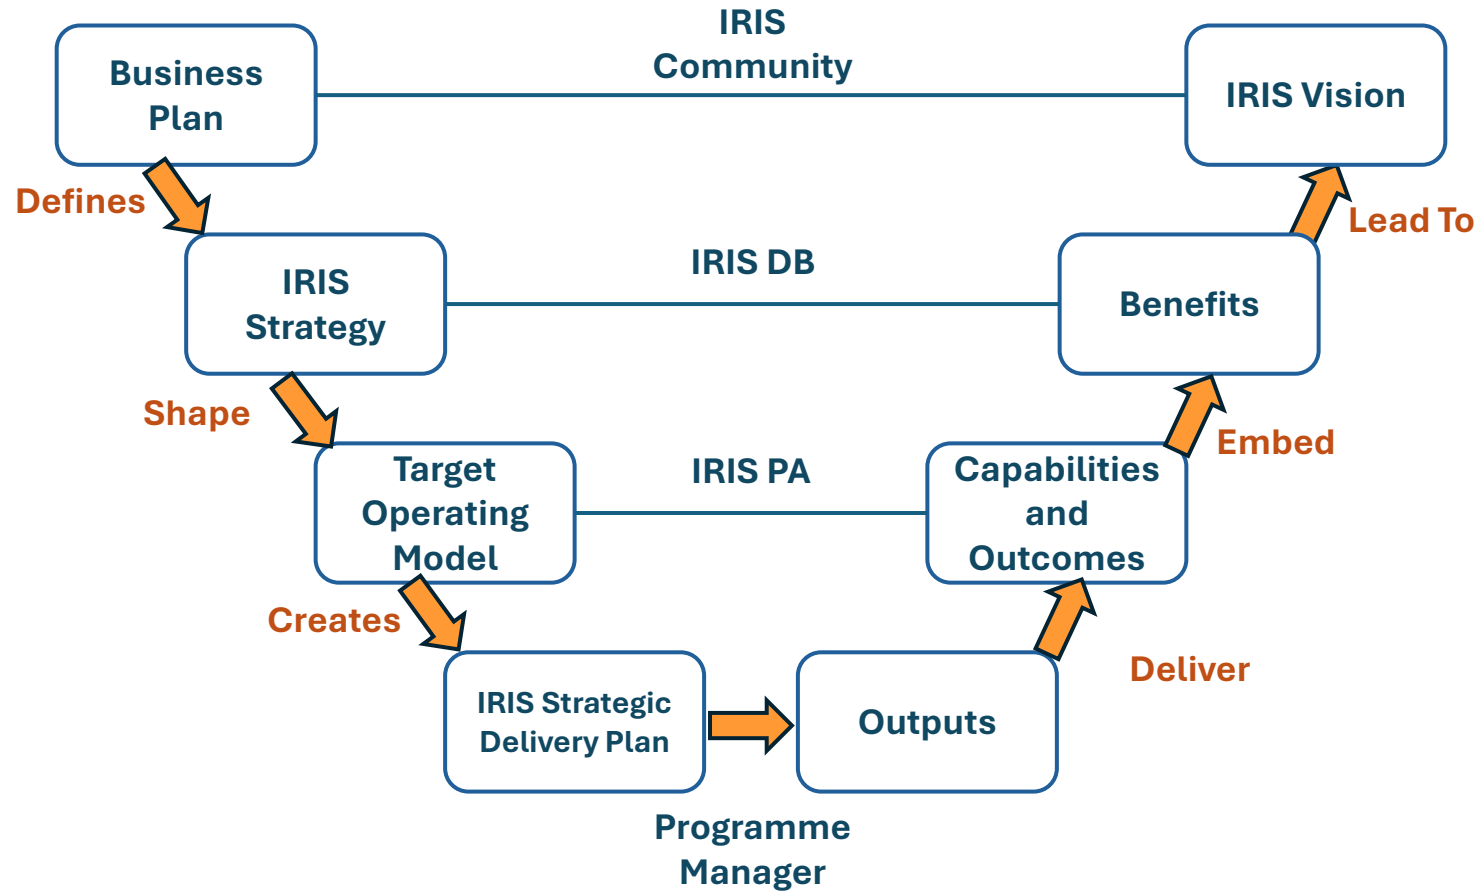 IRIS
Community
Business
Plan
IRIS Vision
Defines
Lead To
IRIS DB
IRIS
Strategy
Benefits
Shape
Embed
IRIS PA
Target
Operating
Model
Capabilities
and
Outcomes
Creates
Deliver
IRIS Strategic
Delivery Plan
Outputs
Programme
Manager